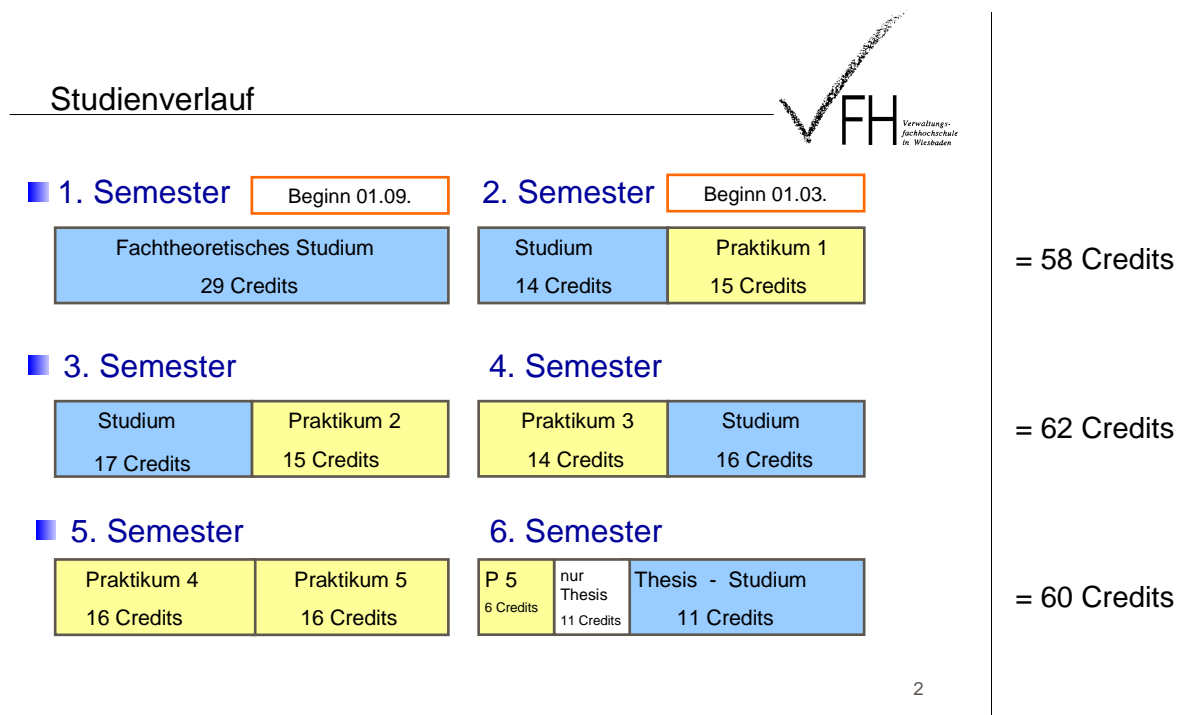 Studienverlauf
FH
Verwaltungs-
fachhochschule
in Wiesbaden
1. Semester
Beginn 01.09.
2. Semester
Beginn 01.03.
Fachtheoretisches Studium
29 Credits
Studium
14 Credits
Praktikum 1
15 Credits
= 58 Credits
3. Semester
4. Semester
Studium
17 Credits
Praktikum 2
15 Credits
Praktikum 3
14 Credits
Studium
16 Credits
= 62 Credits
5. Semester
6. Semester
Praktikum 4
16 Credits
Praktikum 5
16 Credits
P 5
6 Credits
nur
Thesis
11 Credits
Thesis - Studium
11 Credits
= 60 Credits
2